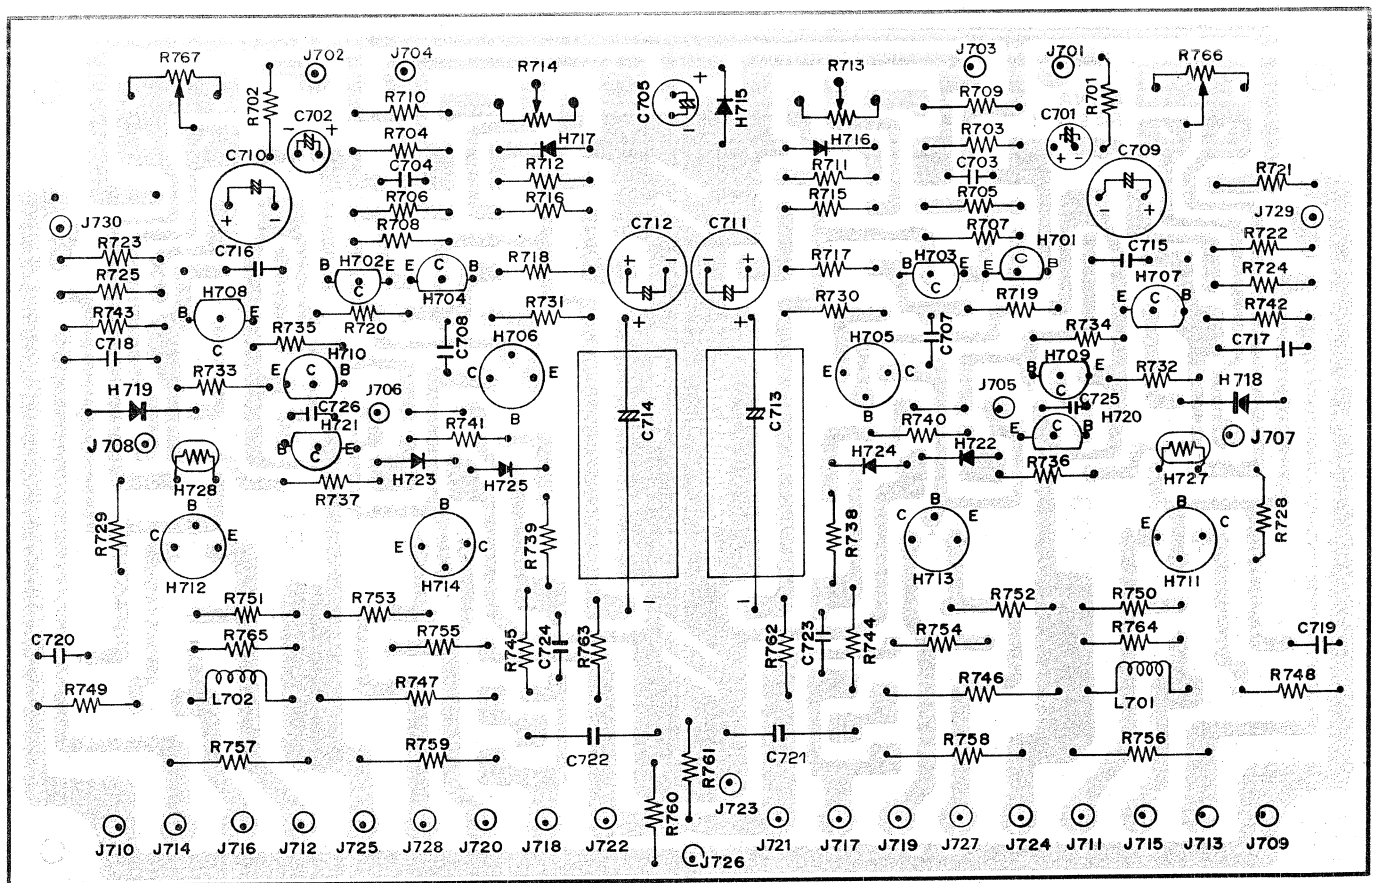 R767
J702
J704
R714
C705
+
-
H715
R713
J703
J701
R766
R702
C702
-
+
R710
R704
C704
R706
R708
H717
R712
R716
H716
R711
R715
R709
R703
C703
R705
R707
C701
+ -
R701
C710
+ -
C709
- +
R721
J730
J729
R723
R725
R743
C718
C716
H702
B E
C
E C B
H704
R718
C712
+ -
C711
- +
R717
H703
B E
C
H701
C
E B
C715
R722
R724
R742
C717
H708
B E
C
R735
R720
C708
R731
H706
C E
B
+
+
R730
H705
E C
B
C707
R719
R734
H707
E C B
R733
H710
E C B
H709
B C E
R732
H719
C726
J706
C714
C713
J705
C725
H718
J708
H721
B C E
R741
R740
H720
E C B
J707
H728
R737
H723
H725
H724
H722
R736
H727
R729
B
C E
H712
E C
H714
R739
R738
B
C E
H713
B
E C
H711
R728
R751
R753
-
-
R752
R750
C720
R765
R755
R745
C724
R763
R762
C723
R744
R754
R764
C719
R749
L702
R747
R746
L701
R748
R757
R759
C722
R761
C721
R758
R756
R760
J723
J710
J714
J716
J712
J725
J728
J720
J718
J722
J726
J721
J717
J719
J727
J724
J711
J715
J713
J709